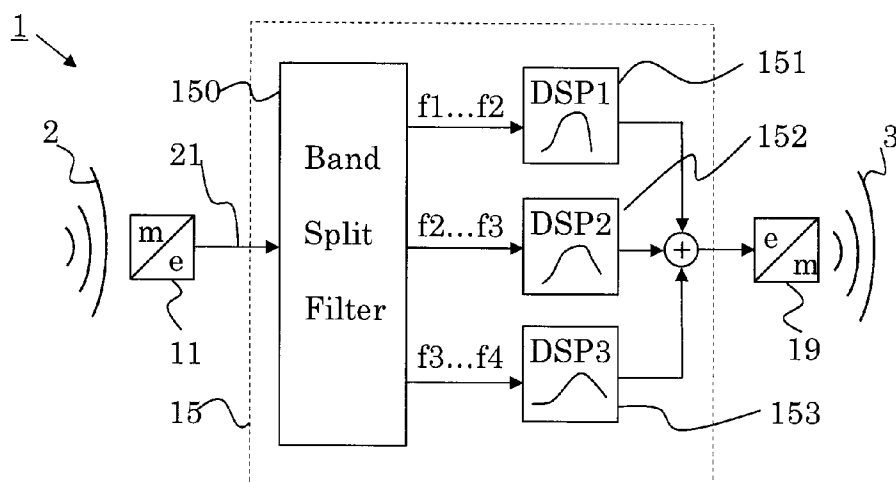 1
150
151
DSP1
f1...f2
2
21
Band
152
3
m
e
Split
f2...f3
DSP2
+
e
m
Filter
11
19
f3...f4
DSP3
15
153